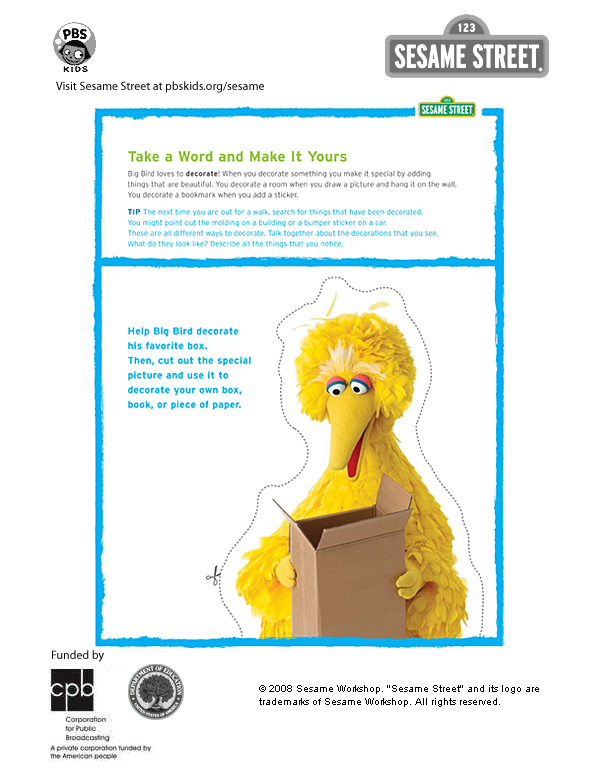 PBS
KIDS
123
SESAME STREET.
Visit Sesame Street at pbskids.org/sesame
123
SESAME STREET
Take a Word and Make It Yours
Big Bird loves to decorate! When you decorate something you make it special by adding
things that are beautiful. You decorate a room when you draw a picture and hang it on the wall.
You decorate a bookmark when you add a sticker.
TIP The next time you are out for a walk, search for things that have been decorated.
You might point out the molding on a building or a bumper sticker on a car.
These are all different ways to decorate. Talk together about the decorations that you see.
What do they look like? Describe all the things that you notice.
Help Big Bird decorate
his favorite box.
Then, cut out the special
picture and use it to
decorate your own box,
book, or piece of paper.
Funded by
cpb
DEPARTMENT OF EDUCATION
UNITED STATES OF AMERICA
Corporation
for Public
Broadcasting
A private corporation funded by
the American people
© 2008 Sesame Workshop. "Sesame Street" and its logo are
trademarks of Sesame Workshop. All rights reserved.